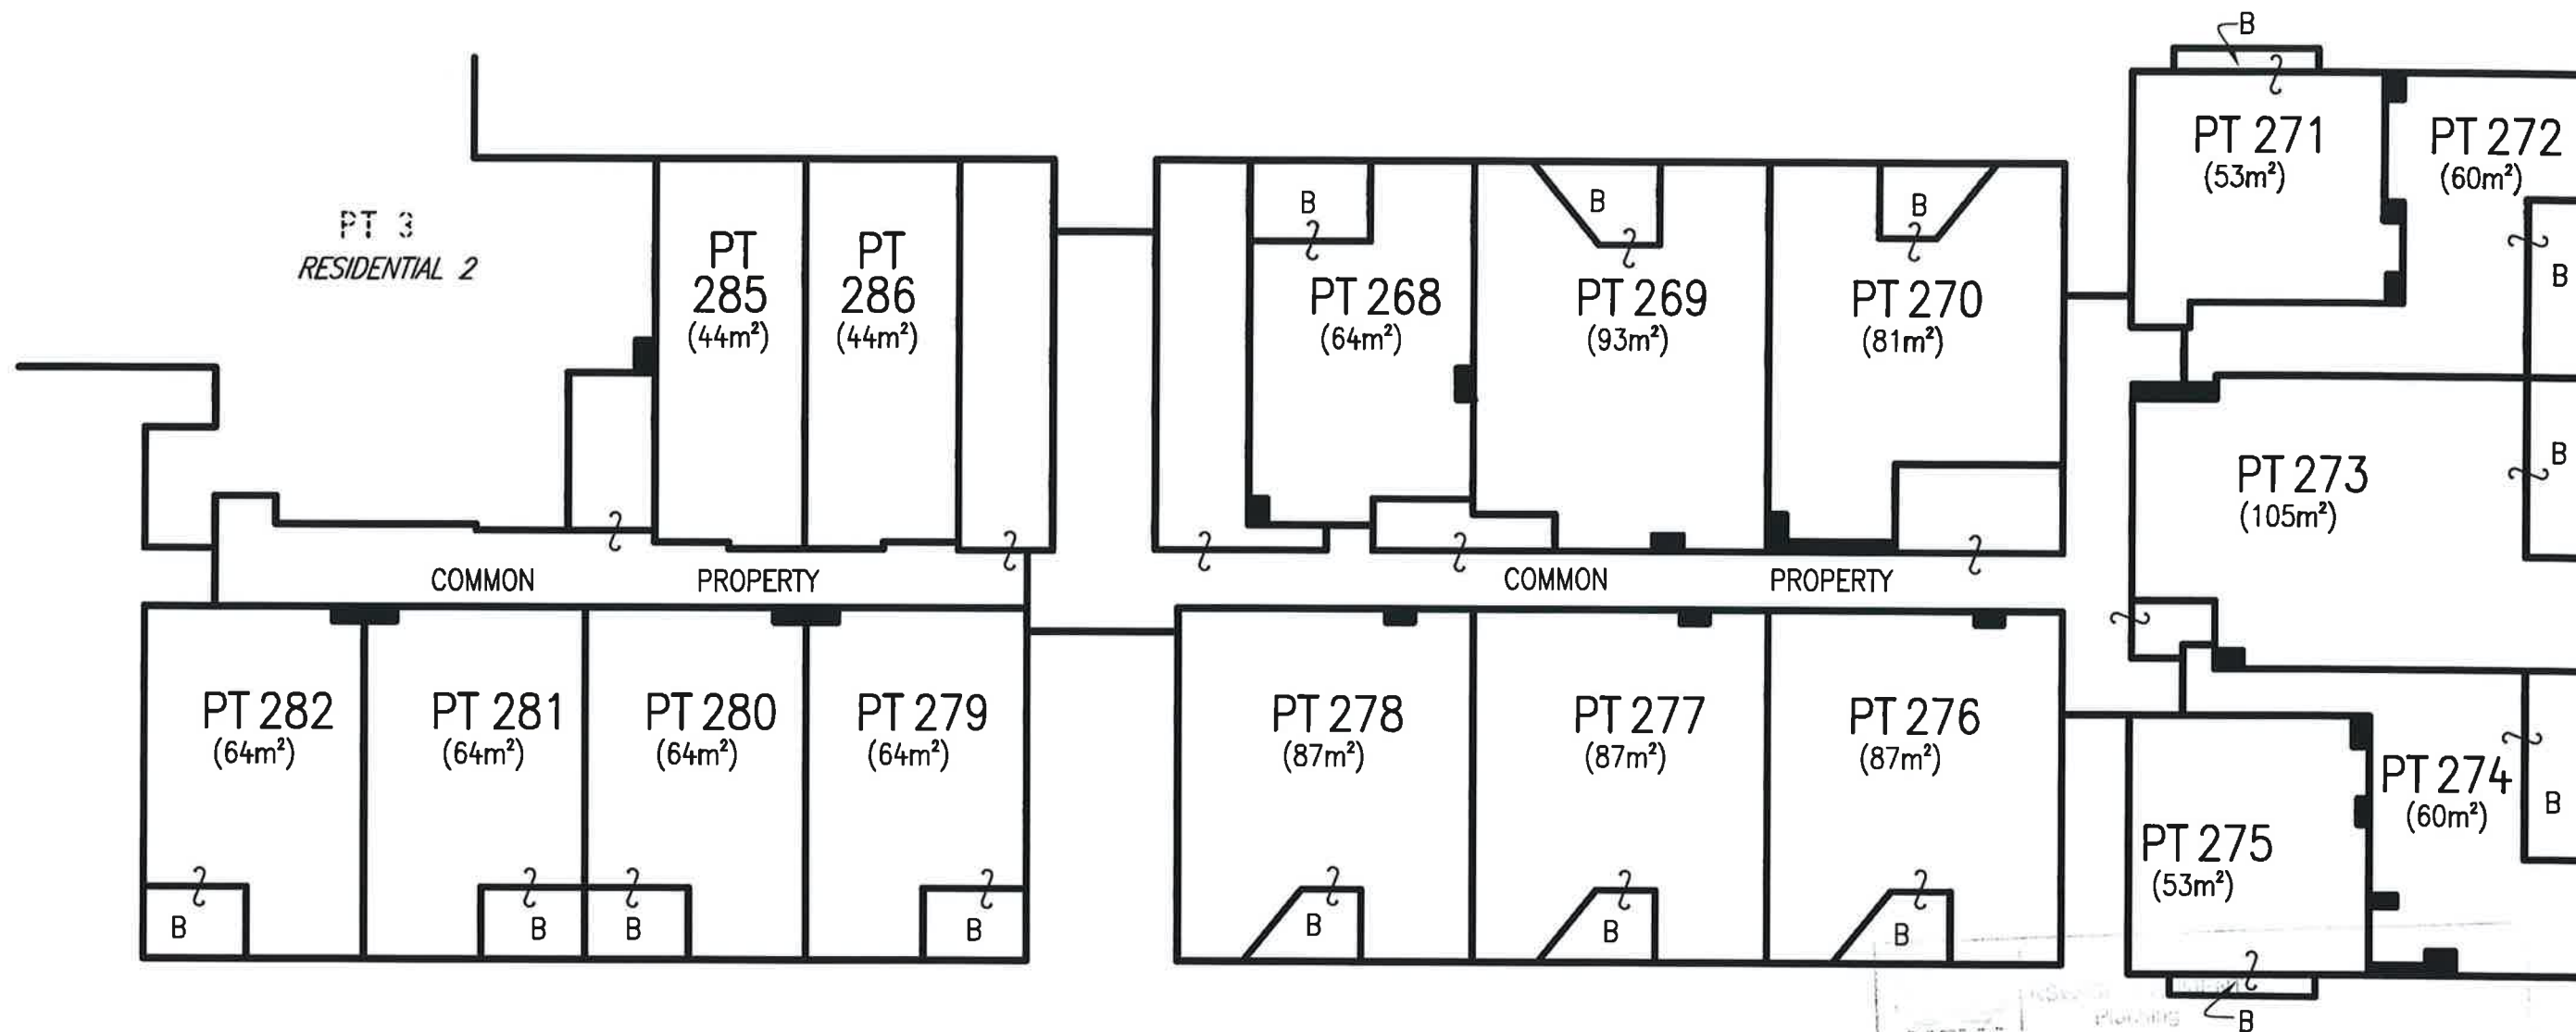 B
PT 271
(53m²)
PT 272
(60m²)
B
PT 3
RESIDENTIAL 2
PT
285
(44m²)
PT
286
(44m²)
B
PT 268
(64m²)
B
PT 269
(93m²)
B
PT 270
(81m²)
PT 273
(105m²)
B
COMMON PROPERTY
COMMON PROPERTY
PT 282
(64m²)
B
PT 281
(64m²)
B
PT 280
(64m²)
B
PT 279
(64m²)
B
PT 278
(87m²)
B
PT 277
(87m²)
B
PT 276
(87m²)
B
PT 274
(60m²)
B
PT 275
(53m²)
B